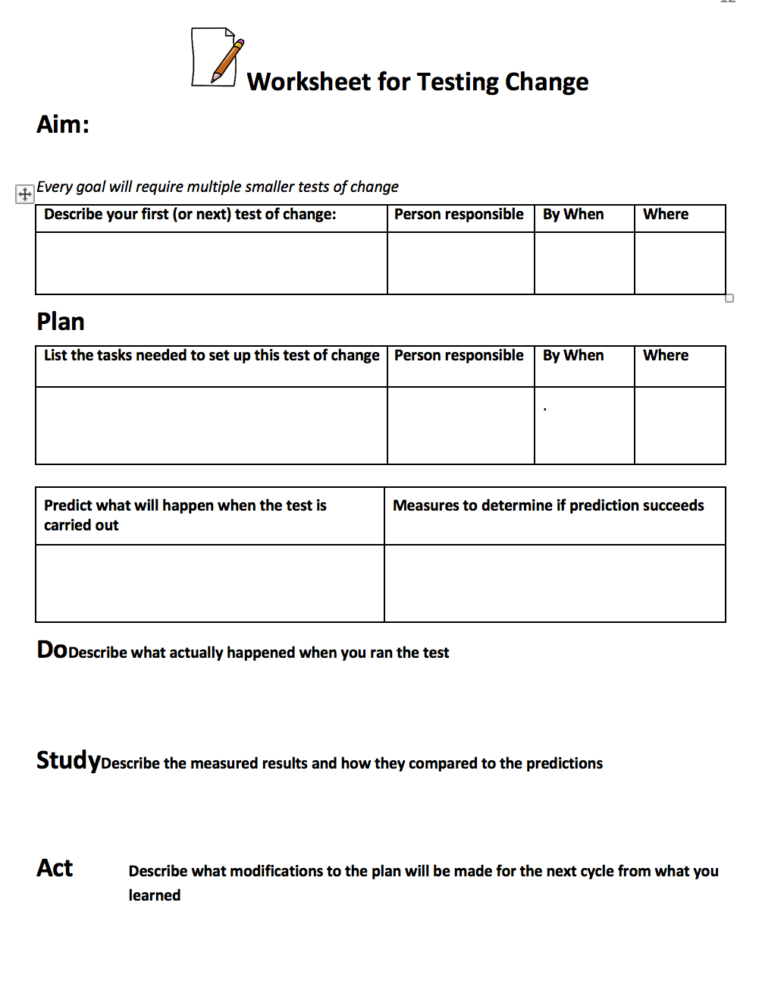 Worksheet for Testing Change
Aim:
Every goal will require multiple smaller tests of change
Describe your first (or next) test of change: Person responsible By When Where
Plan
List the tasks needed to set up this test of change Person responsible By When Where
.
Predict what will happen when the test is Measures to determine if prediction succeeds
carried out
Do Describe what actually happened when you ran the test
Study Describe the measured results and how they compared to the predictions
Act Describe what modifications to the plan will be made for the next cycle from what you
learned